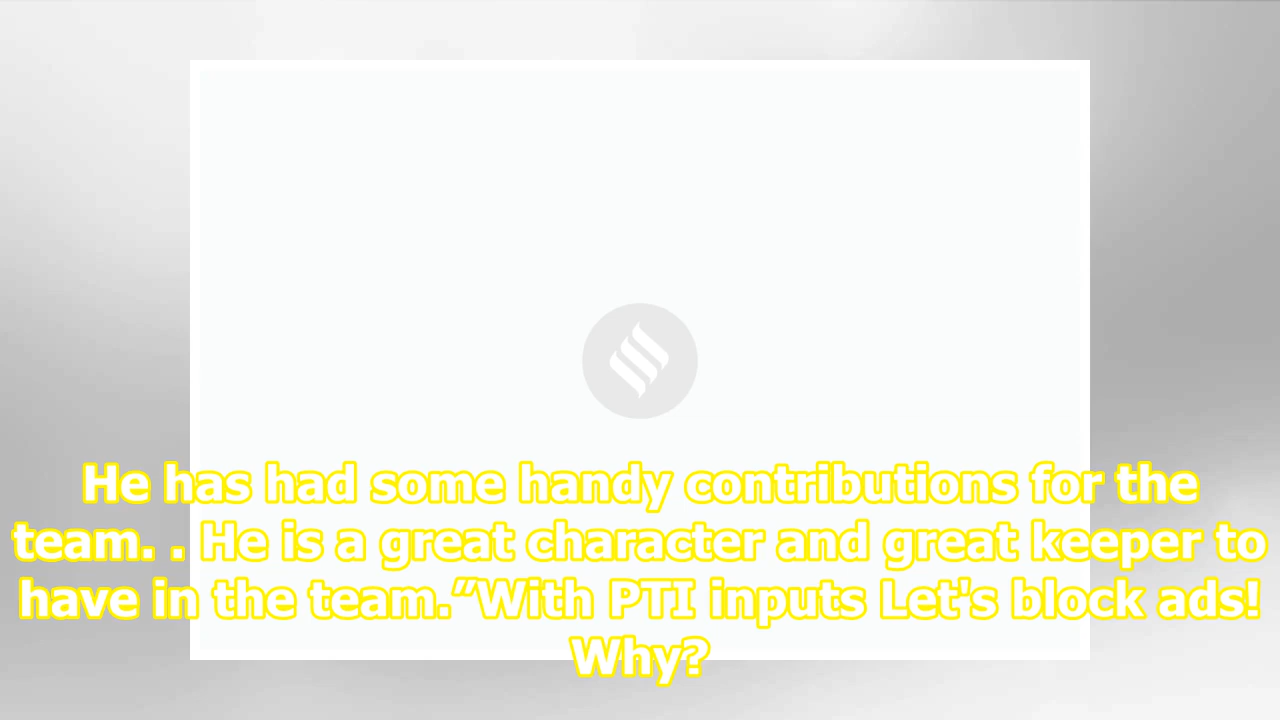 He has had some handy contributions for the
team. . He is a great character and great keeper to
have in the team.”With PTI inputs Let's block ads!
Why?